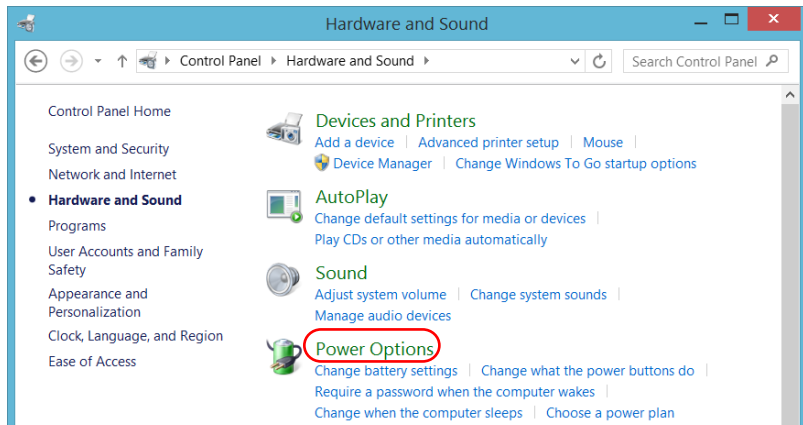 Hardware and Sound
Control Panel Hardware and Sound
Search Control Panel
Control Panel Home
System and Security
Network and Internet
Hardware and Sound
Programs
User Accounts and Family
Safety
Appearance and
Personalization
Clock, Language, and Region
Ease of Access
Devices and Printers
Add a device Advanced printer setup Mouse
Device Manager Change Windows To Go startup options
AutoPlay
Change default settings for media or devices
Play CDs or other media automatically
Sound
Adjust system volume Change system sounds
Manage audio devices
Power Options
Change battery settings Change what the power buttons do
Require a password when the computer wakes
Change when the computer sleeps Choose a power plan